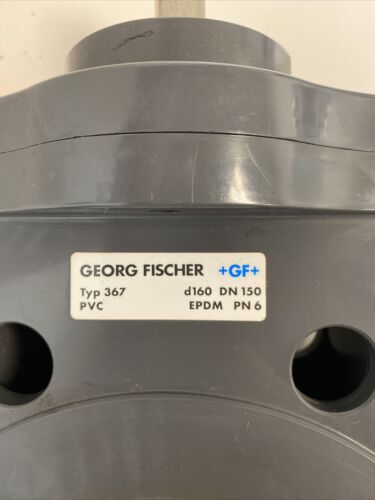 GEORG FISCHER +GF+
Typ 367 d160 DN 150
PVC EPDM PN 6